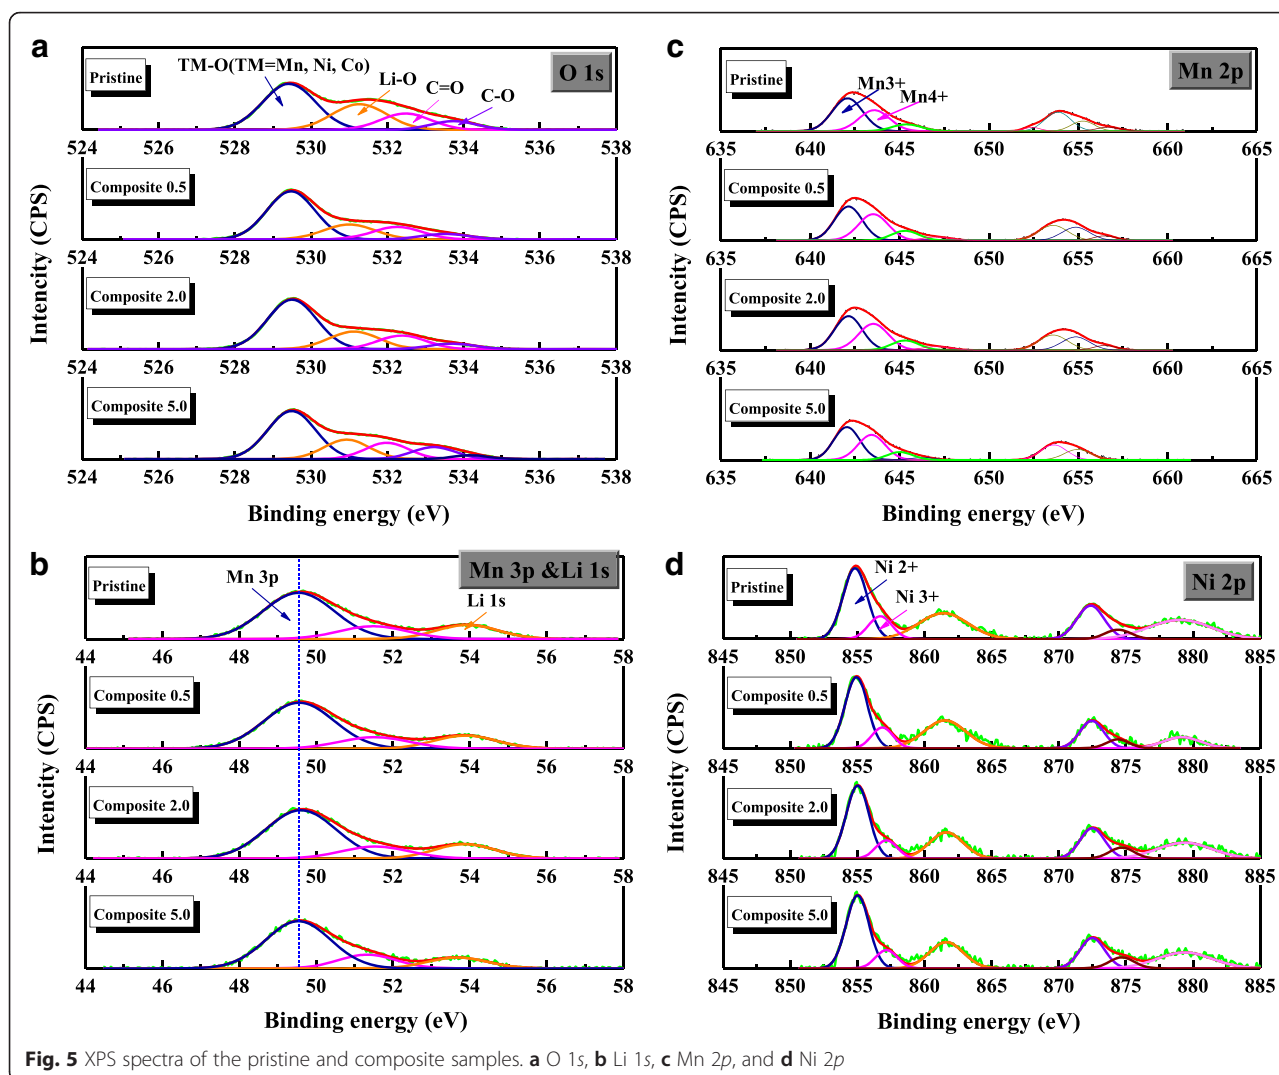 a
O 1s
Pristine
TM-O(TM=Mn, Ni, Co)
Li-O
C=O
C-O
524 526 528 530 532 534 536 538
Composite 0.5
524 526 528 530 532 534 536 538
Composite 2.0
524 526 528 530 532 534 536 538
Composite 5.0
524 526 528 530 532 534 536 538
Intencity (CPS)
Binding energy (eV)
c
Mn 2p
Pristine
Mn3+
Mn4+
635 640 645 650 655 660 665
Composite 0.5
635 640 645 650 655 660 665
Composite 2.0
635 640 645 650 655 660 665
Composite 5.0
635 640 645 650 655 660 665
Intencity (CPS)
Binding energy (eV)
b
Mn 3p &Li 1s
Pristine
Mn 3p
Li 1s
44 46 48 50 52 54 56 58
Composite 0.5
44 46 48 50 52 54 56 58
Composite 2.0
44 46 48 50 52 54 56 58
Composite 5.0
44 46 48 50 52 54 56 58
Intencity (CPS)
Binding energy (eV)
d
Ni 2p
Pristine
Ni 2+
Ni 3+
845 850 855 860 865 870 875 880 885
Composite 0.5
845 850 855 860 865 870 875 880 885
Composite 2.0
845 850 855 860 865 870 875 880 885
Composite 5.0
845 850 855 860 865 870 875 880 885
Intencity (CPS)
Binding energy (eV)
Fig. 5 XPS spectra of the pristine and composite samples. a O 1s, b Li 1s, c Mn 2p, and d Ni 2p